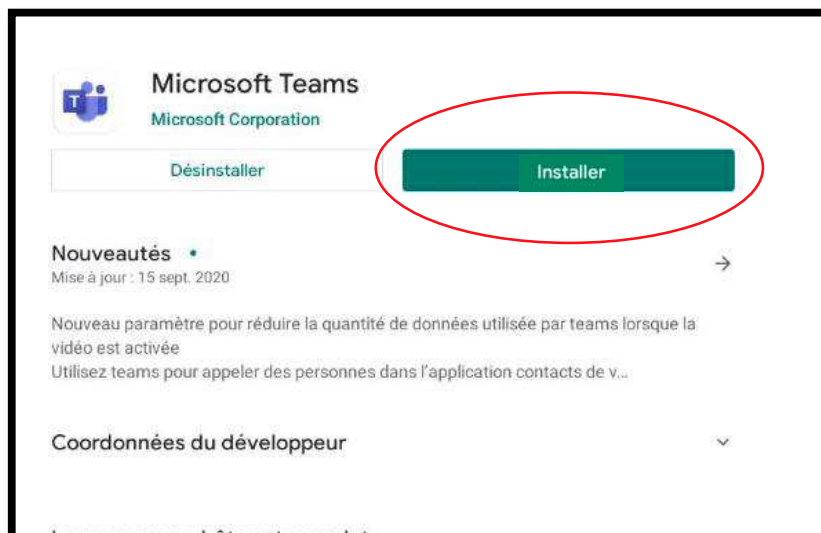 Microsoft Teams
Microsoft Corporation
Désinstaller
Installer
Nouveautés •
Mise à jour : 15 sept. 2020
Nouveau paramètre pour réduire la quantité de données utilisée par teams lorsque la
vidéo est activée
Utilisez teams pour appeler des personnes dans l'application contacts de v...
Coordonnées du développeur